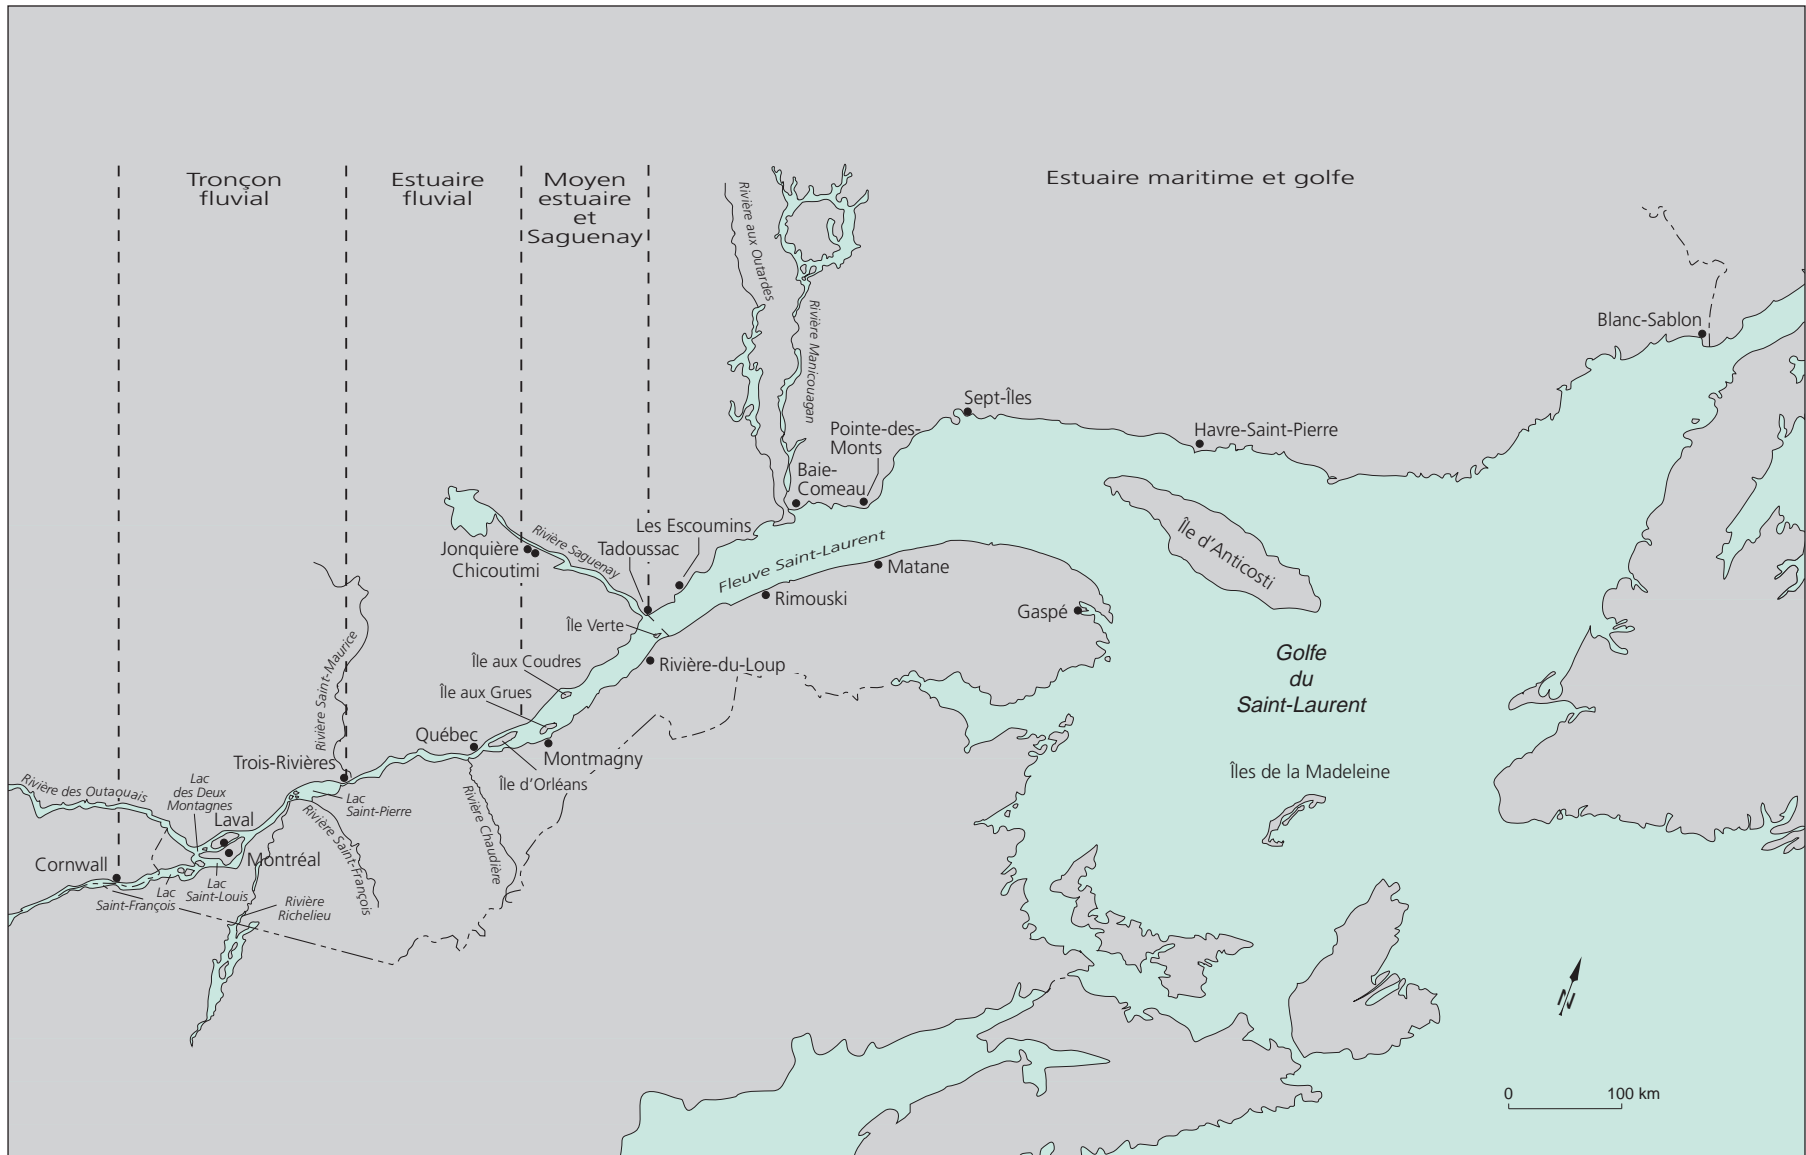 Tronçon
fluvial
Estuaire
fluvial
Moyen
estuaire
et
Saguenay
Estuaire maritime et golfe
Rivière aux Outardes
Rivière Manicouagan
Blanc-Sablon
Sept-Îles
Havre-Saint-Pierre
Pointe-des-
Monts
Baie-
Comeau
Les Escoumins
Rivière Saguenay
Tadoussac
Jonquière
Chicoutimi
Fleuve Saint-Laurent
Matane
Rimouski
Île d'Anticosti
Gaspé
Île Verte
Rivière-du-Loup
Île aux Coudres
Île aux Grues
Golfe
du
Saint-Laurent
Rivière Saint-Maurice
Québec
Montmagny
Île d'Orléans
Trois-Rivières
Îles de la Madeleine
Rivière des Outaouais
Lac
des Deux
Montagnes
Lac
Saint-Pierre
Rivière Chaudière
Rivière Saint-François
Laval
Montréal
Cornwall
Lac
Saint-Louis
Lac
Saint-François
Rivière
Richelieu
N
0 100 km